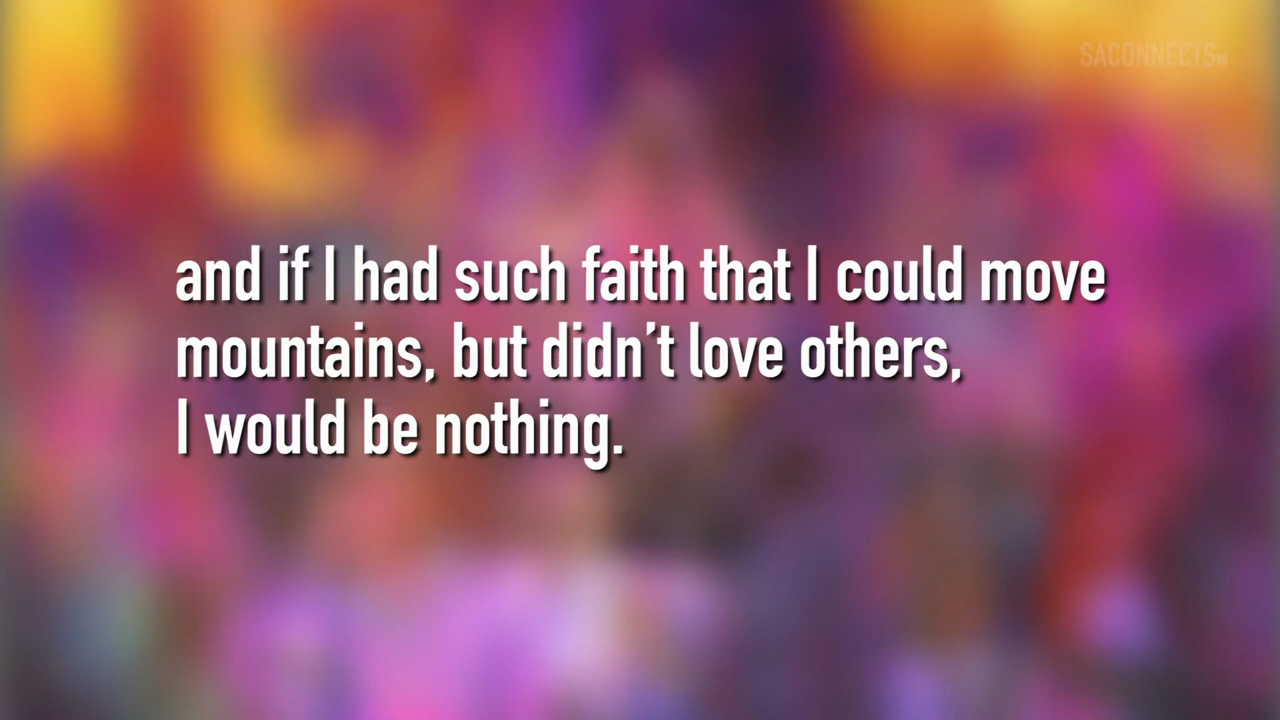 SACONNECTS
and if I had such faith that I could move
mountains, but didn’t love others,
I would be nothing.